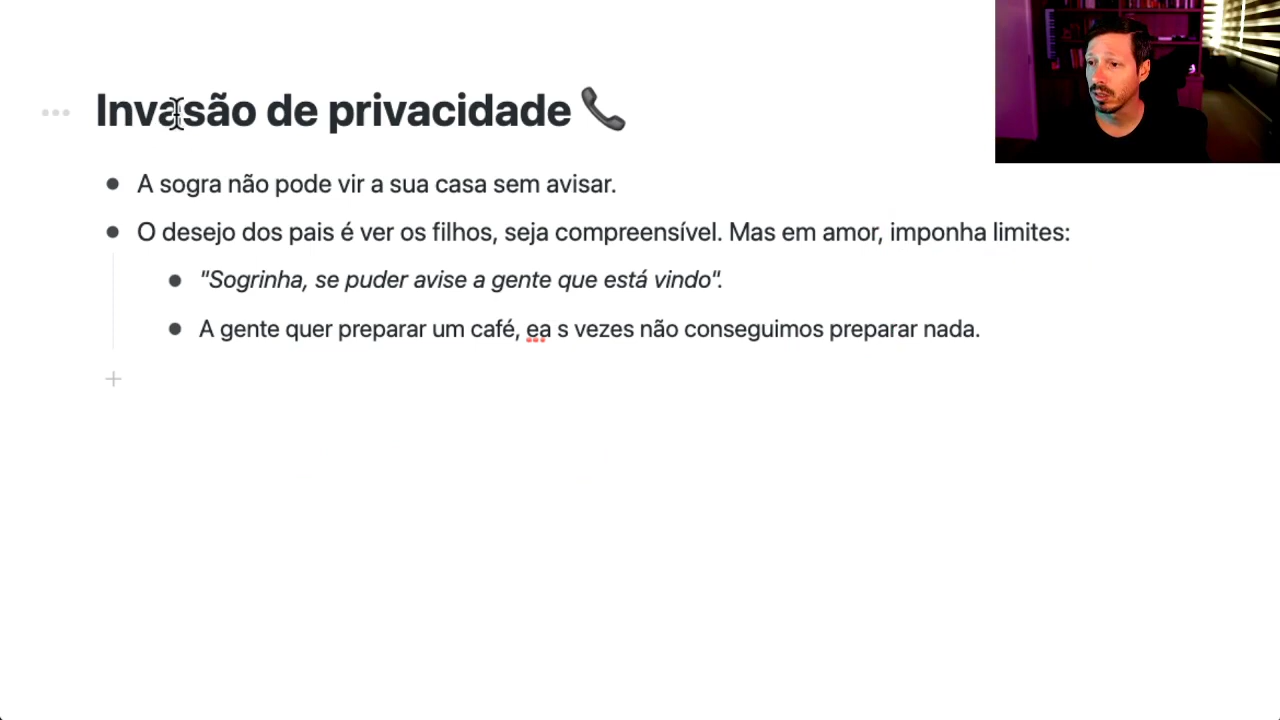 Invasão de privacidade 📞
A sogra não pode vir a sua casa sem avisar.
O desejo dos pais é ver os filhos, seja compreensível. Mas em amor, imponha limites:
"Sogrinha, se puder avise a gente que está vindo".
A gente quer preparar um café, ea s vezes não conseguimos preparar nada.